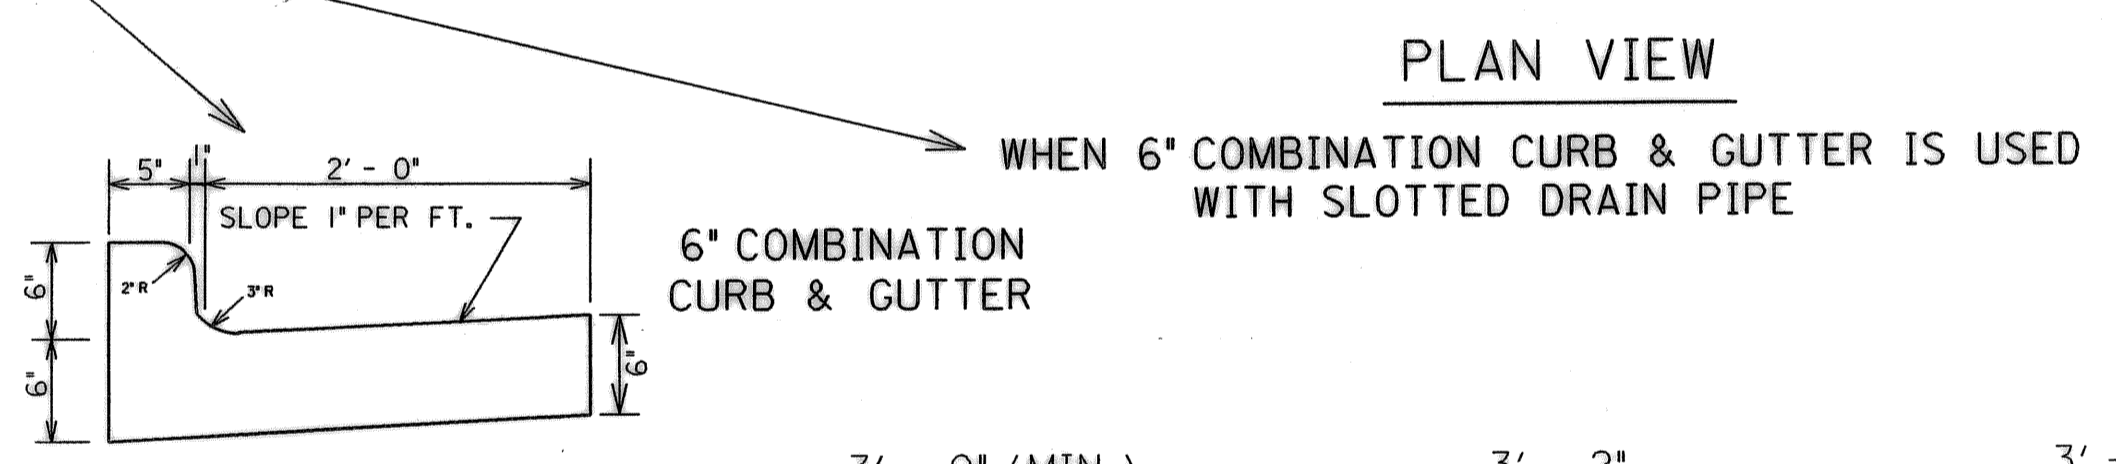 PLAN VIEW
WHEN 6" COMBINATION CURB & GUTTER IS USED
WITH SLOTTED DRAIN PIPE
5" 1" 2' - 0"
SLOPE 1" PER FT.
6" COMBINATION
CURB & GUTTER
2" R
3" R
6"
6"
6"